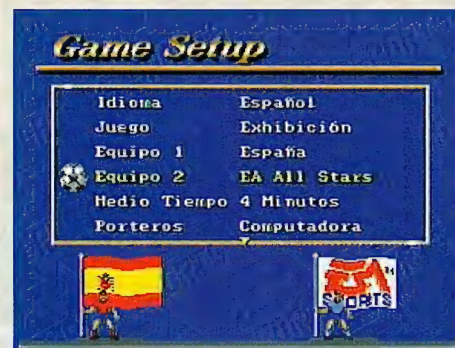 Game Setup
Idioma Español
Juego Exhibición
Equipo 1 España
Equipo 2 EA All Stars
Medio Tiempo 4 Minutos
Porteros Computadora
EA
SPORTS